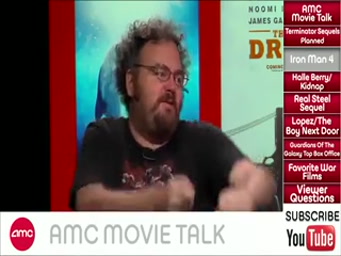 NOOMI
JAMES GA
TH
DR
COMING
AMC
Movie Talk
Terminator Sequels
Planned
Iron Man 4
Halle Berry/
Kidnap
Real Steel
Sequel
Lopez/The
Boy Next Door
Guardians Of The
Galaxy Top Box Office
Favorite War
Films
Viewer
Questions
SUBSCRIBE
YouTube
amc
AMC MOVIE TALK